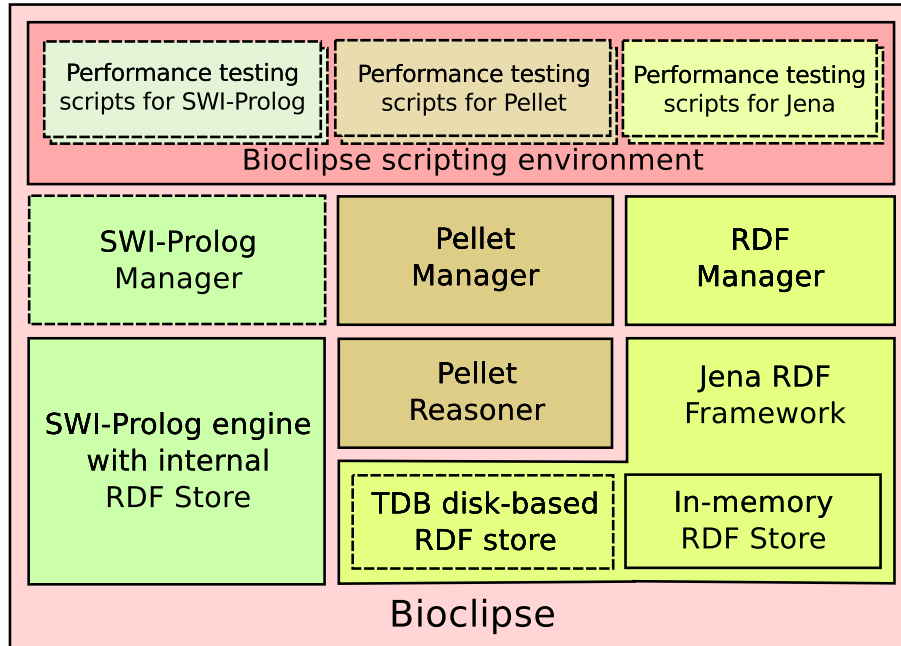 Performance testing
scripts for SWI-Prolog
Performance testing
scripts for Pellet
Performance testing
scripts for Jena
Bioclipse scripting environment
SWI-Prolog
Manager
Pellet
Manager
RDF
Manager
SWI-Prolog engine
with internal
RDF Store
Pellet
Reasoner
Jena RDF
Framework
TDB disk-based
RDF store
In-memory
RDF Store
Bioclipse